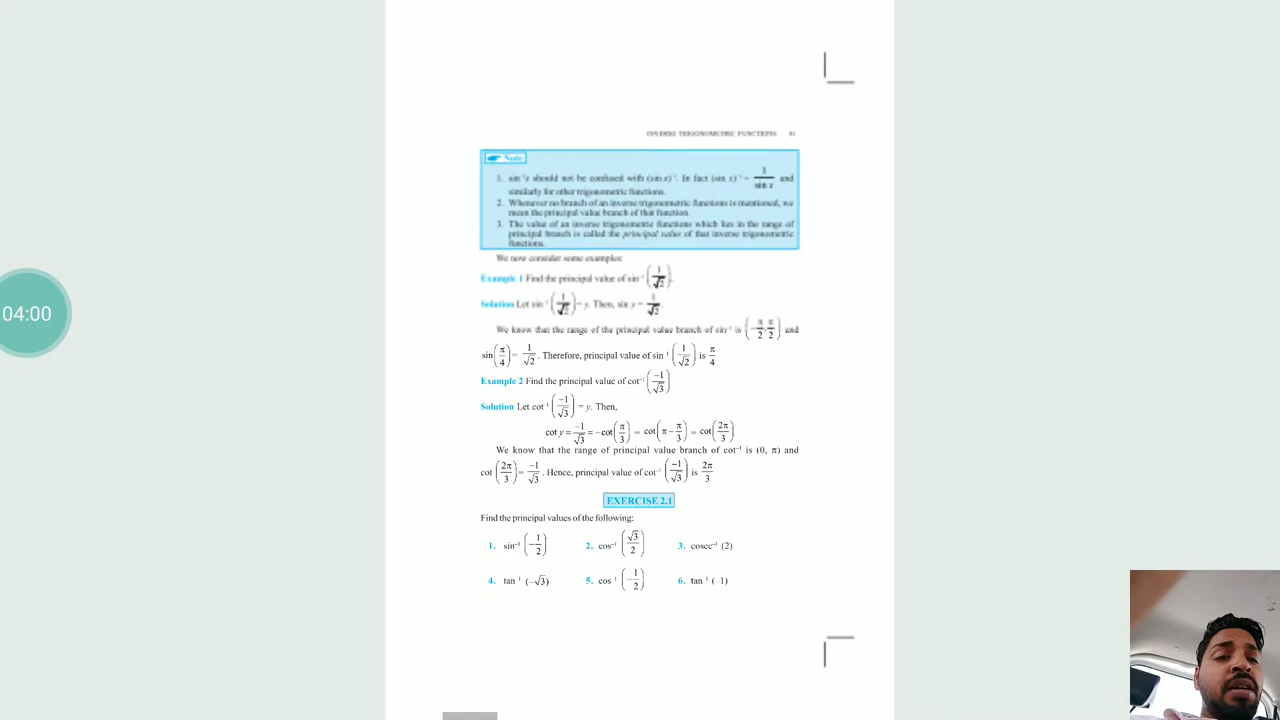 INVERSE TRIGONOMETRIC FUNCTIONS 41
Note
1. sin⁻¹x should not be confused with (sin x)⁻¹. In fact (sin x)⁻¹ = 1/sin x and
similarly for other trigonometric functions.
2. Whenever no branch of an inverse trigonometric functions is mentioned, we
mean the principal value branch of that function.
3. The value of an inverse trigonometric functions which lies in the range of
principal branch is called the principal value of that inverse trigonometric
functions.
We now consider some examples:
Example 1 Find the principal value of sin⁻¹ (1/√2).
Solution Let sin⁻¹ (1/√2) = y. Then, sin y = 1/√2.
We know that the range of the principal value branch of sin⁻¹ is (−π/2, π/2) and
sin(π/4) = 1/√2. Therefore, principal value of sin⁻¹ (1/√2) is π/4
Example 2 Find the principal value of cot⁻¹ (−1/√3)
Solution Let cot⁻¹ (−1/√3) = y. Then,
cot y = −1/√3 = −cot(π/3) = cot(π − π/3) = cot(2π/3)
We know that the range of principal value branch of cot⁻¹ is (0, π) and
cot (2π/3) = −1/√3. Hence, principal value of cot⁻¹ (−1/√3) is 2π/3
EXERCISE 2.1
Find the principal values of the following:
1. sin⁻¹ (−1/2) 2. cos⁻¹ (√3/2) 3. cosec⁻¹ (2)
4. tan⁻¹ (−√3) 5. cos⁻¹ (−1/2) 6. tan⁻¹ (−1)
04:00